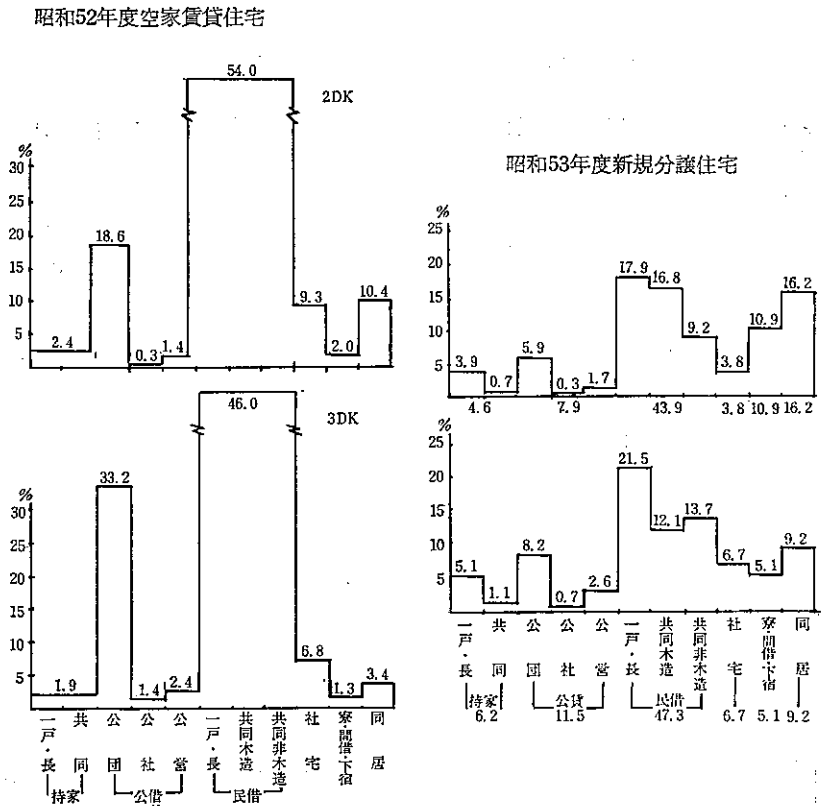 昭和52年度空家賃貸住宅
54.0
2DK
%
30
25
20
15
10
5
2.4
18.6
0.3
1.4
9.3
2.0
10.4
46.0
3DK
%
30
25
20
15
10
5
1.9
33.2
1.4
2.4
6.8
1.3
3.4
一戸・長
共同
公団
公社
公営
一戸・長
共同木造
共同非木造
社宅
寮・間借・下宿
同居
持家
公借
民借
昭和53年度新規分譲住宅
%
25
20
15
10
5
3.9
0.7
5.9
0.3
1.7
17.9
16.8
9.2
3.8
10.9
16.2
4.6
7.9
43.9
3.8
10.9
16.2
%
25
20
15
10
5
5.1
1.1
8.2
0.7
2.6
21.5
12.1
13.7
6.7
5.1
9.2
一戸・長
共同
公団
公社
公営
一戸・長
共同木造
共同非木造
社宅
寮・間借・下宿
同居
持家
公賃
民借
6.2
11.5
47.3
6.7
5.1
9.2